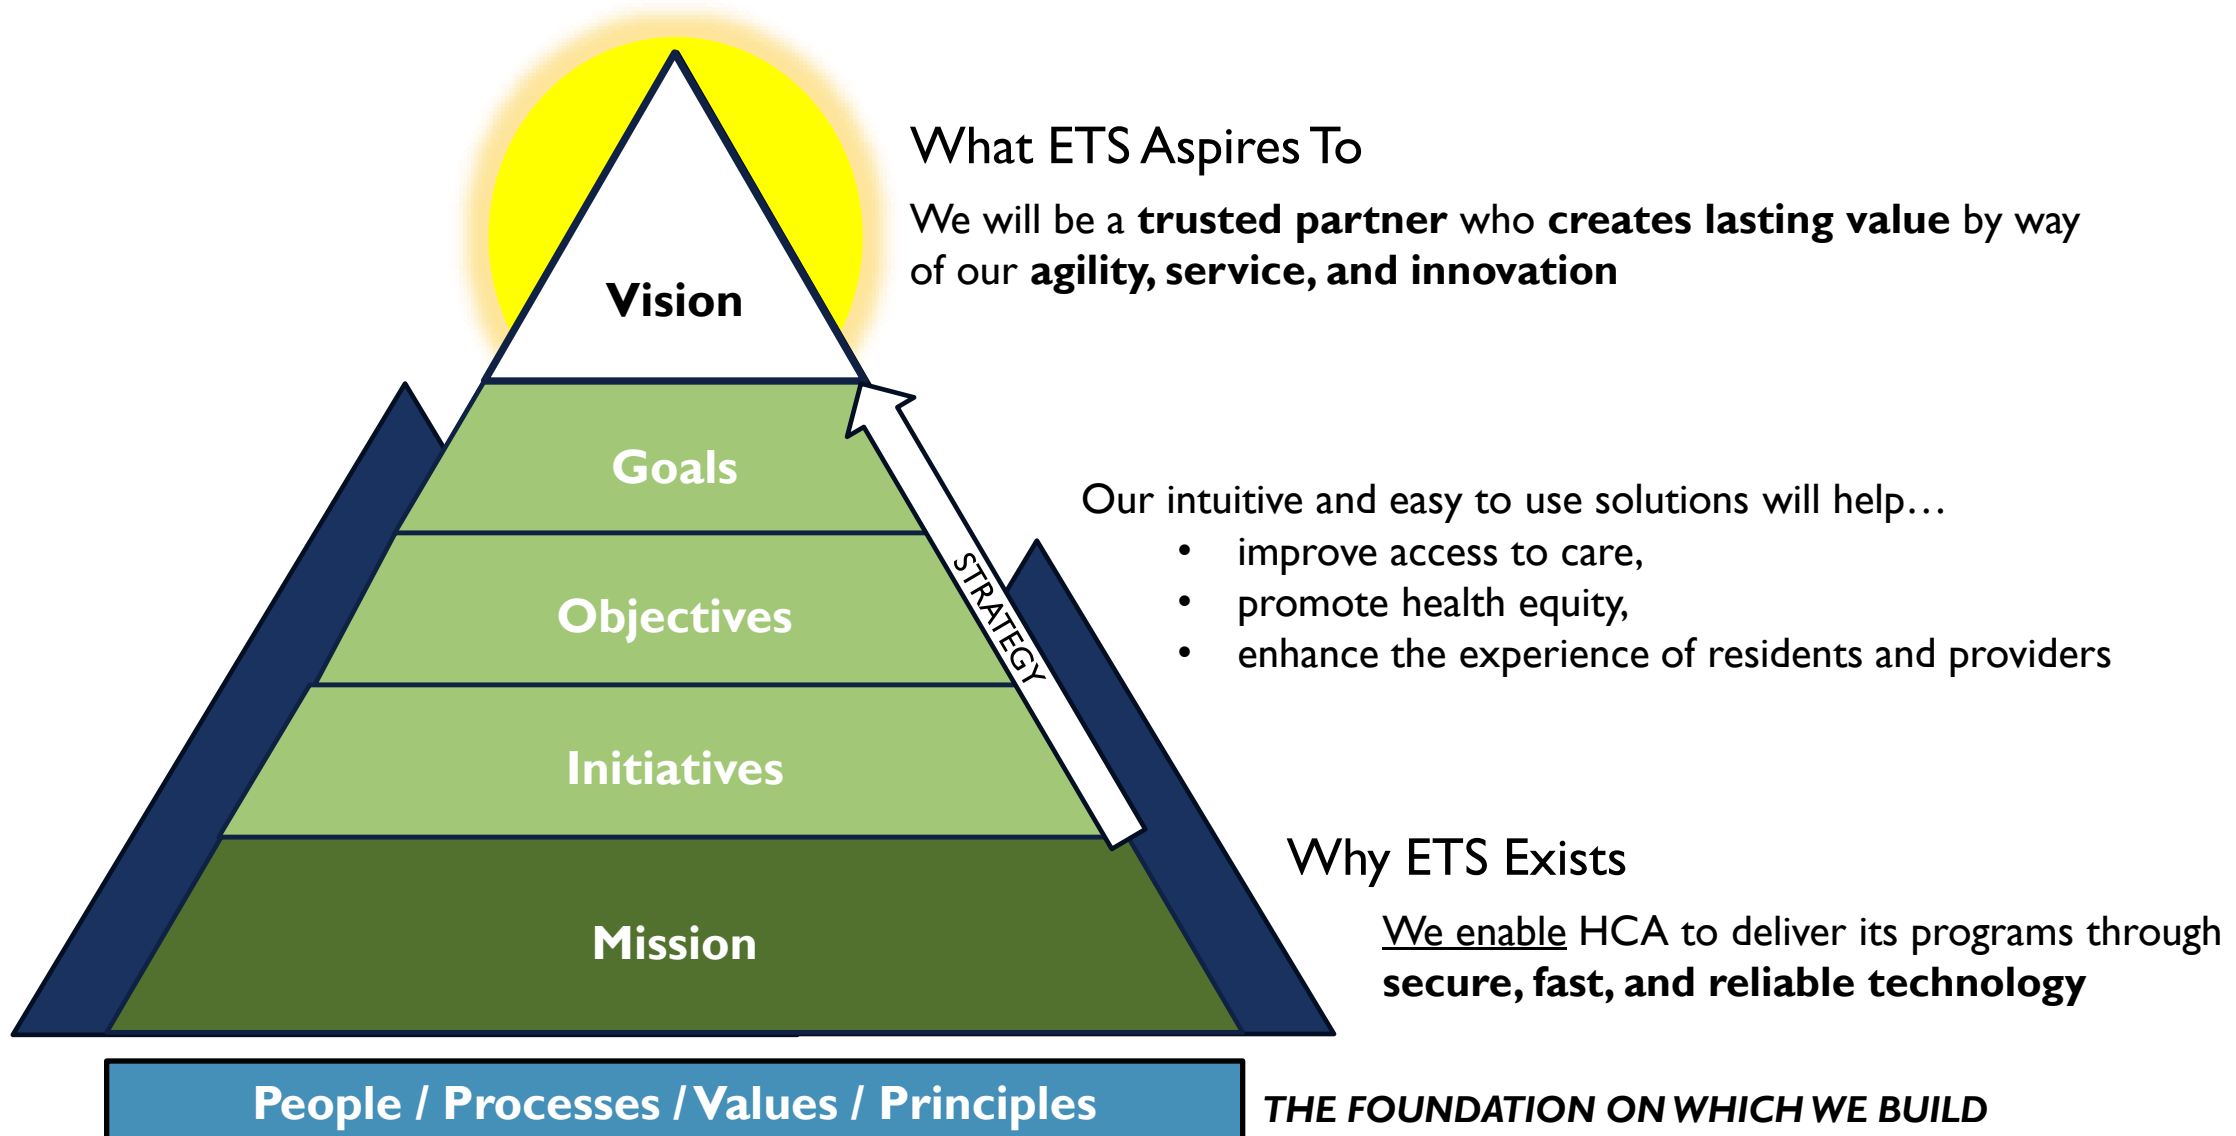 What ETS Aspires To
We will be a trusted partner who creates lasting value by way
of our agility, service, and innovation
Vision
Goals
Our intuitive and easy to use solutions will help…
• improve access to care,
• promote health equity,
• enhance the experience of residents and providers
STRATEGY
Objectives
Initiatives
Why ETS Exists
We enable HCA to deliver its programs through
secure, fast, and reliable technology
Mission
People / Processes / Values / Principles
THE FOUNDATION ON WHICH WE BUILD